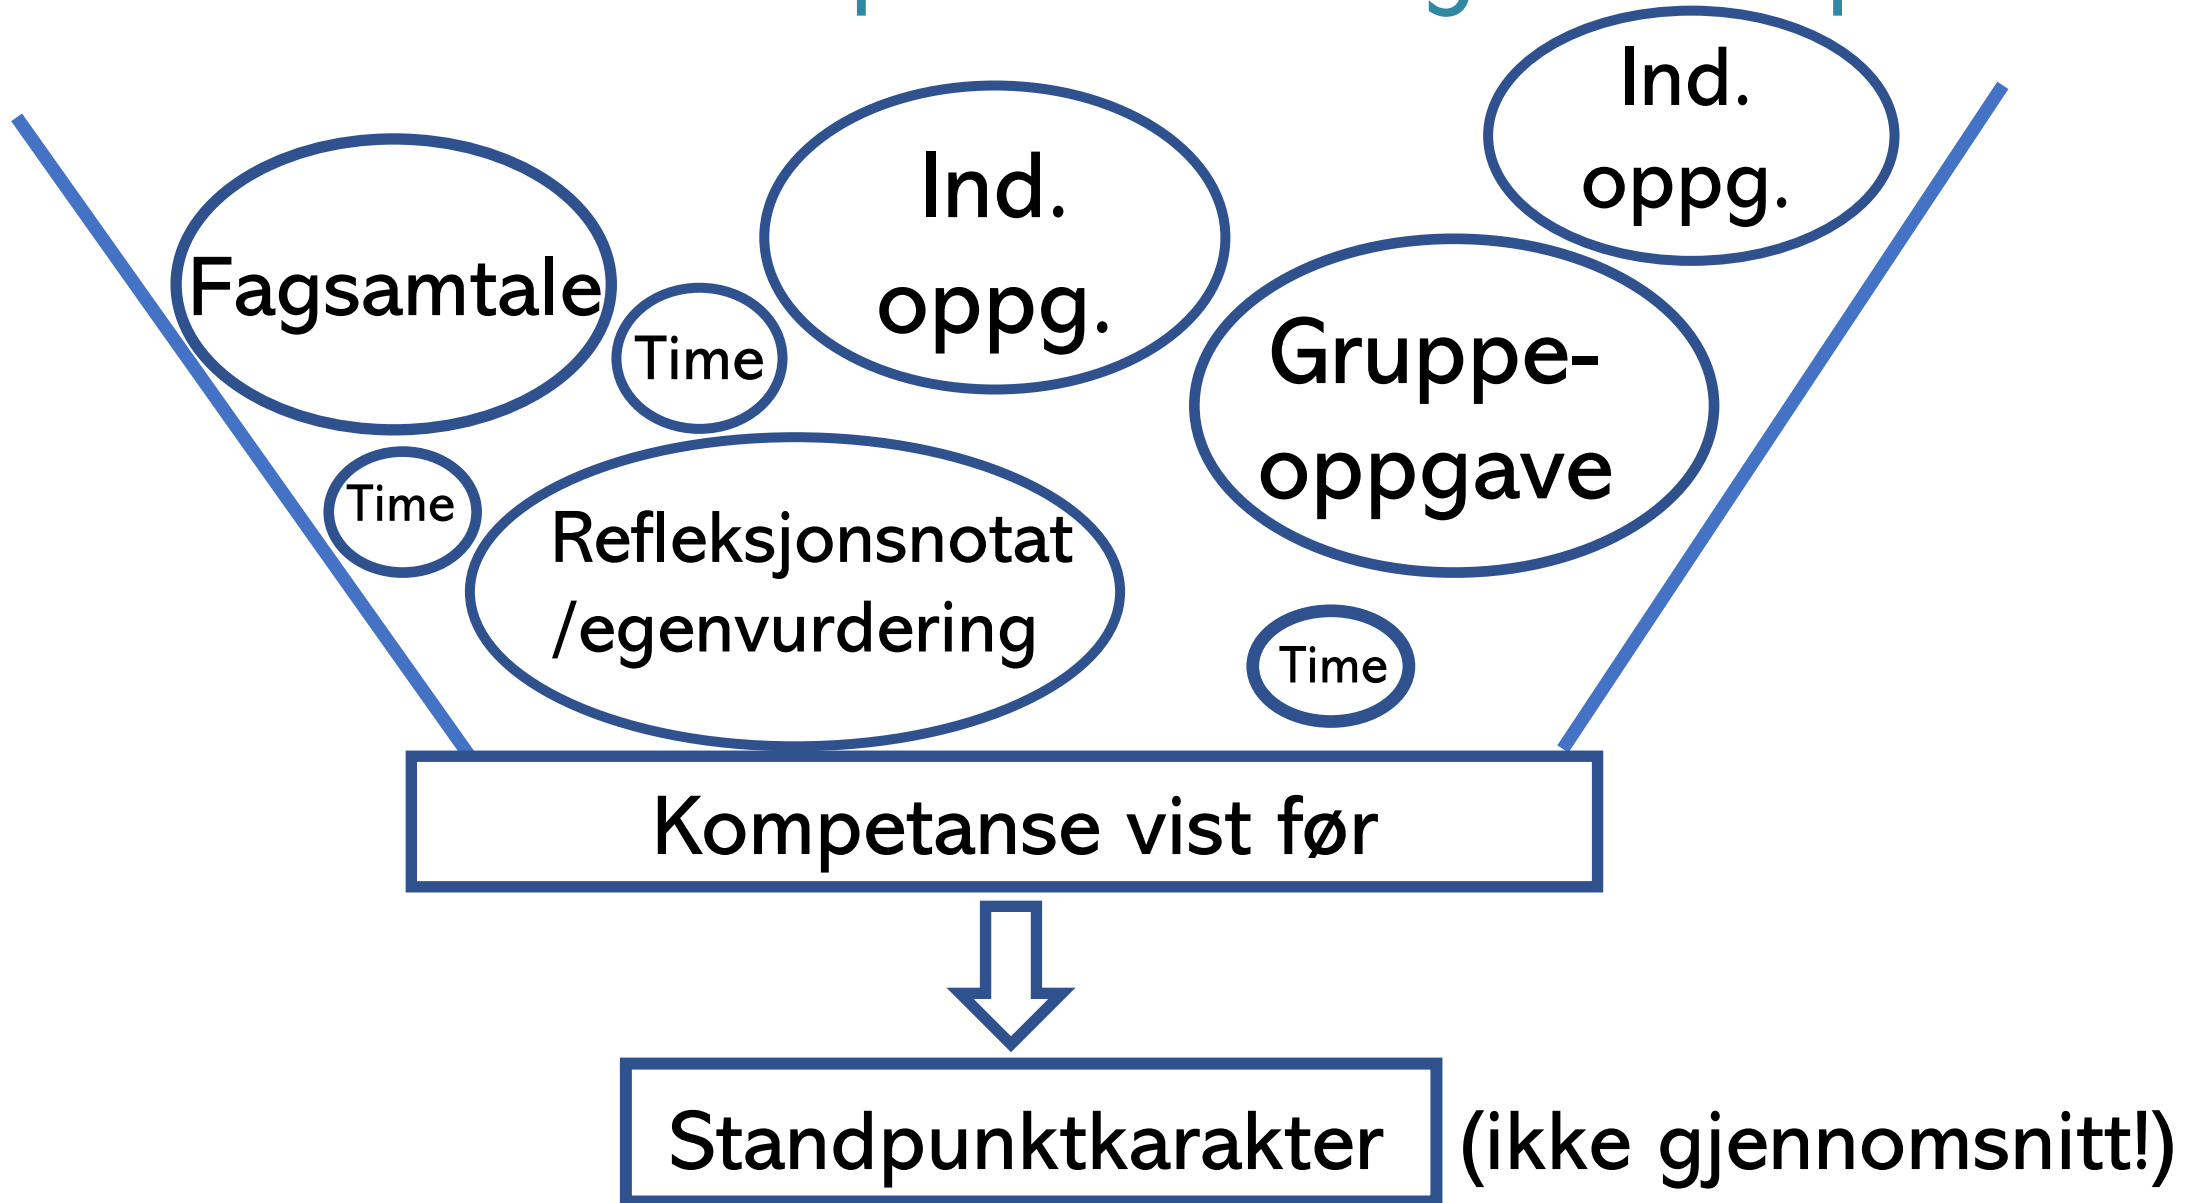 Ind.
oppg.
Ind.
oppg.
Fagsamtale
Time
Gruppe-
oppgave
Time
Refleksjonsnotat
/egenvurdering
Time
Kompetanse vist før
Standpunktkarakter (ikke gjennomsnitt!)